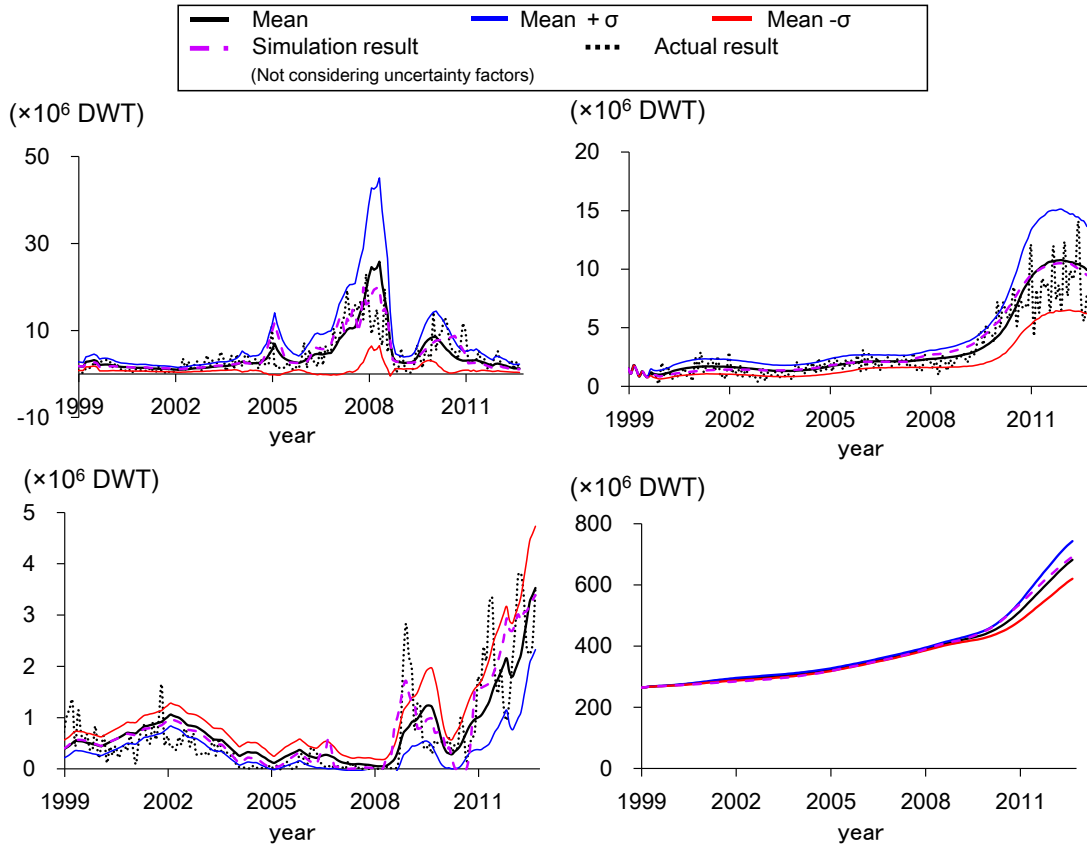 Mean Mean + σ Mean -σ
Simulation result Actual result
(Not considering uncertainty factors)
(×10⁶ DWT)
50
30
10
-10
1999 2002 2005 2008 2011
year
(×10⁶ DWT)
20
15
10
5
0
1999 2002 2005 2008 2011
year
(×10⁶ DWT)
5
4
3
2
1
0
1999 2002 2005 2008 2011
year
(×10⁶ DWT)
800
600
400
200
0
1999 2002 2005 2008 2011
year